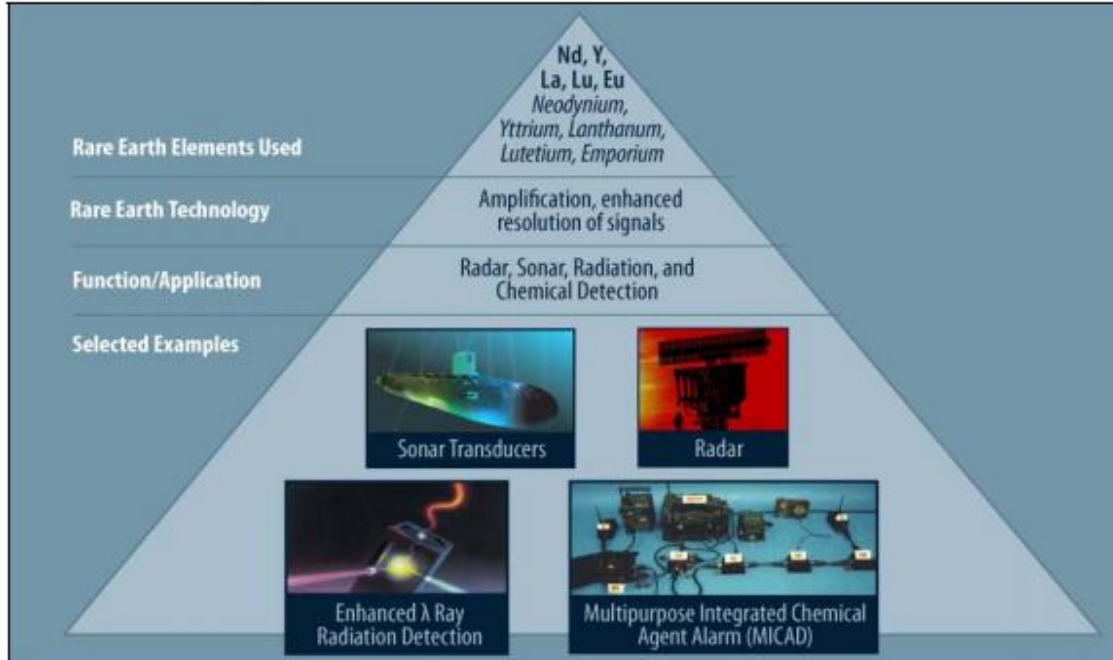 Nd, Y,
La, Lu, Eu
Neodynium,
Yttrium, Lanthanum,
Lutetium, Emporium
Rare Earth Elements Used
Rare Earth Technology
Amplification, enhanced
resolution of signals
Function/Application
Radar, Sonar, Radiation, and
Chemical Detection
Selected Examples
Sonar Transducers
Radar
Enhanced λ Ray
Radiation Detection
Multipurpose Integrated Chemical
Agent Alarm (MICAD)